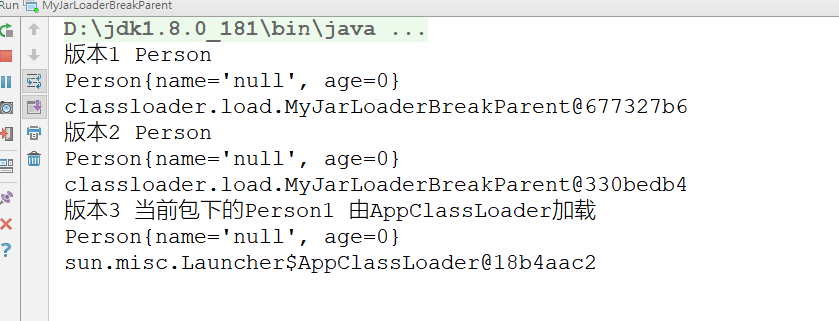 Run MyJarLoaderBreakParent
D:\jdk1.8.0_181\bin\java ...
版本1 Person
Person{name='null', age=0}
classloader.load.MyJarLoaderBreakParent@677327b6
版本2 Person
Person{name='null', age=0}
classloader.load.MyJarLoaderBreakParent@330bedb4
版本3 当前包下的Person1 由AppClassLoader加载
Person{name='null', age=0}
sun.misc.Launcher$AppClassLoader@18b4aac2